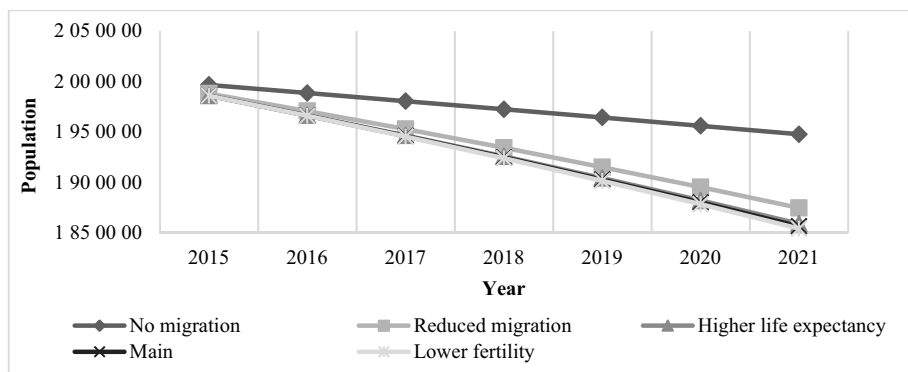 2 05 00 00
2 00 00 00
1 95 00 00
1 90 00 00
1 85 00 00
Population
2015 2016 2017 2018 2019 2020 2021
Year
No migration Reduced migration Higher life expectancy
Main Lower fertility